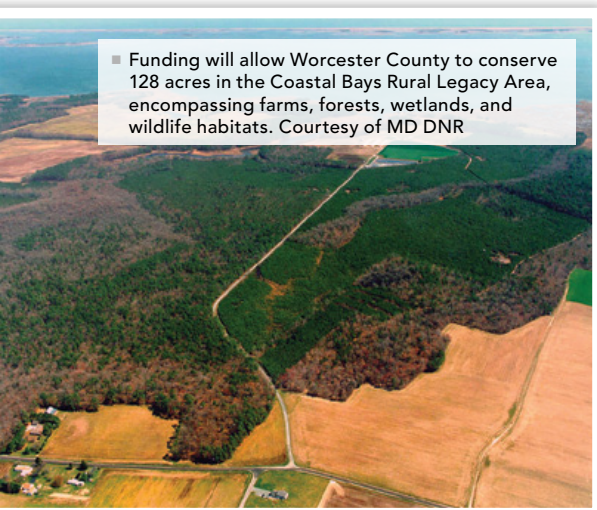 Funding will allow Worcester County to conserve
128 acres in the Coastal Bays Rural Legacy Area,
encompassing farms, forests, wetlands, and
wildlife habitats. Courtesy of MD DNR